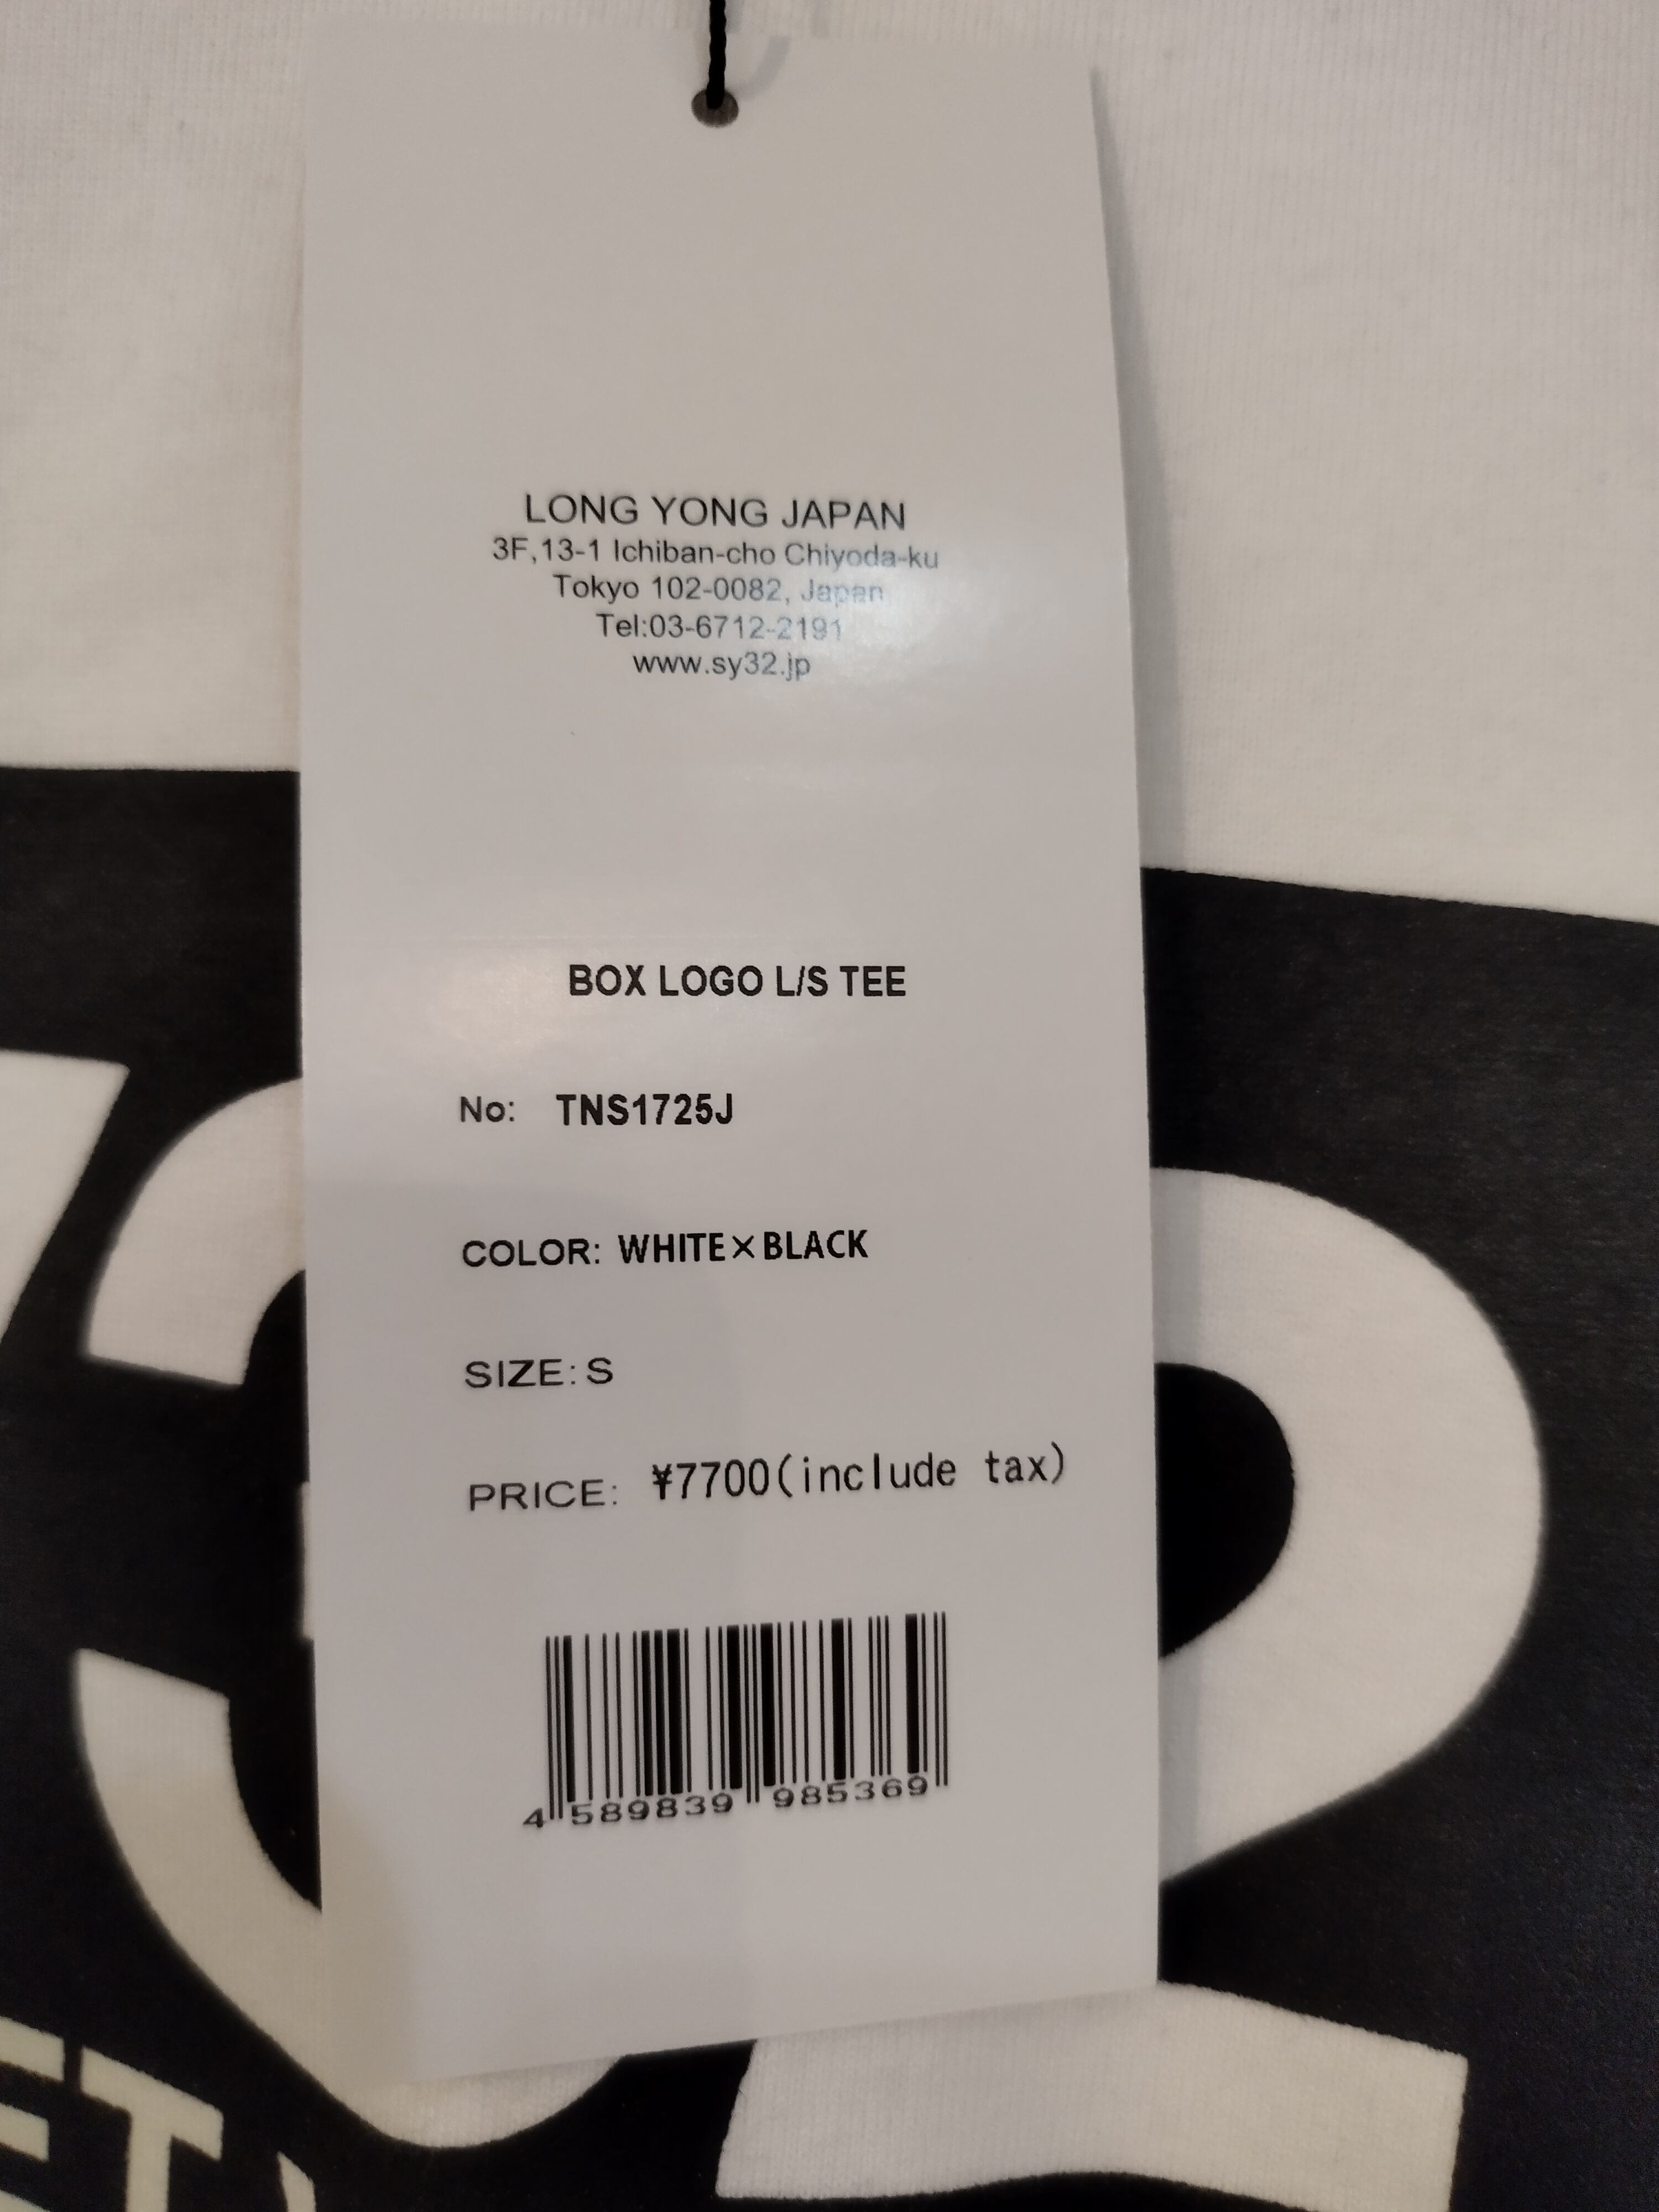 LONG YONG JAPAN
3F,13-1 Ichiban-cho Chiyoda-ku
Tokyo 102-0082, Japan
Tel:03-6712-2191
www.sy32.jp
BOX LOGO L/S TEE
No: TNS1725J
COLOR: WHITE×BLACK
SIZE: S
PRICE: ¥7700(include tax)
4 589839 985369